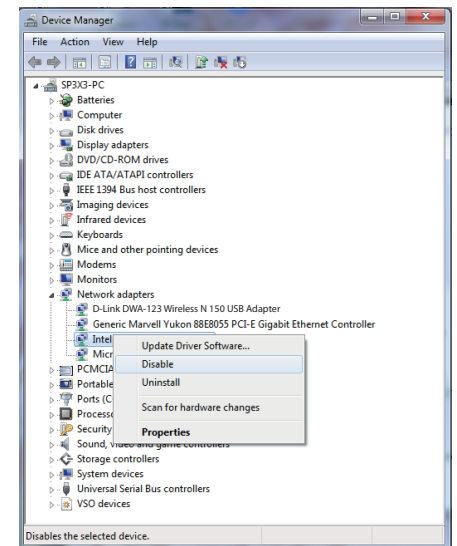 Device Manager
File Action View Help
SP3X3-PC
Batteries
Computer
Disk drives
Display adapters
DVD/CD-ROM drives
IDE ATA/ATAPI controllers
IEEE 1394 Bus host controllers
Imaging devices
Infrared devices
Keyboards
Mice and other pointing devices
Modems
Monitors
Network adapters
D-Link DWA-123 Wireless N 150 USB Adapter
Generic Marvell Yukon 88E8055 PCI-E Gigabit Ethernet Controller
Intel
Micr
PCMCIA
Portable
Ports (C
Processo
Security
Sound, video and game controllers
Storage controllers
System devices
Universal Serial Bus controllers
VSO devices
Update Driver Software...
Disable
Uninstall
Scan for hardware changes
Properties
Disables the selected device.